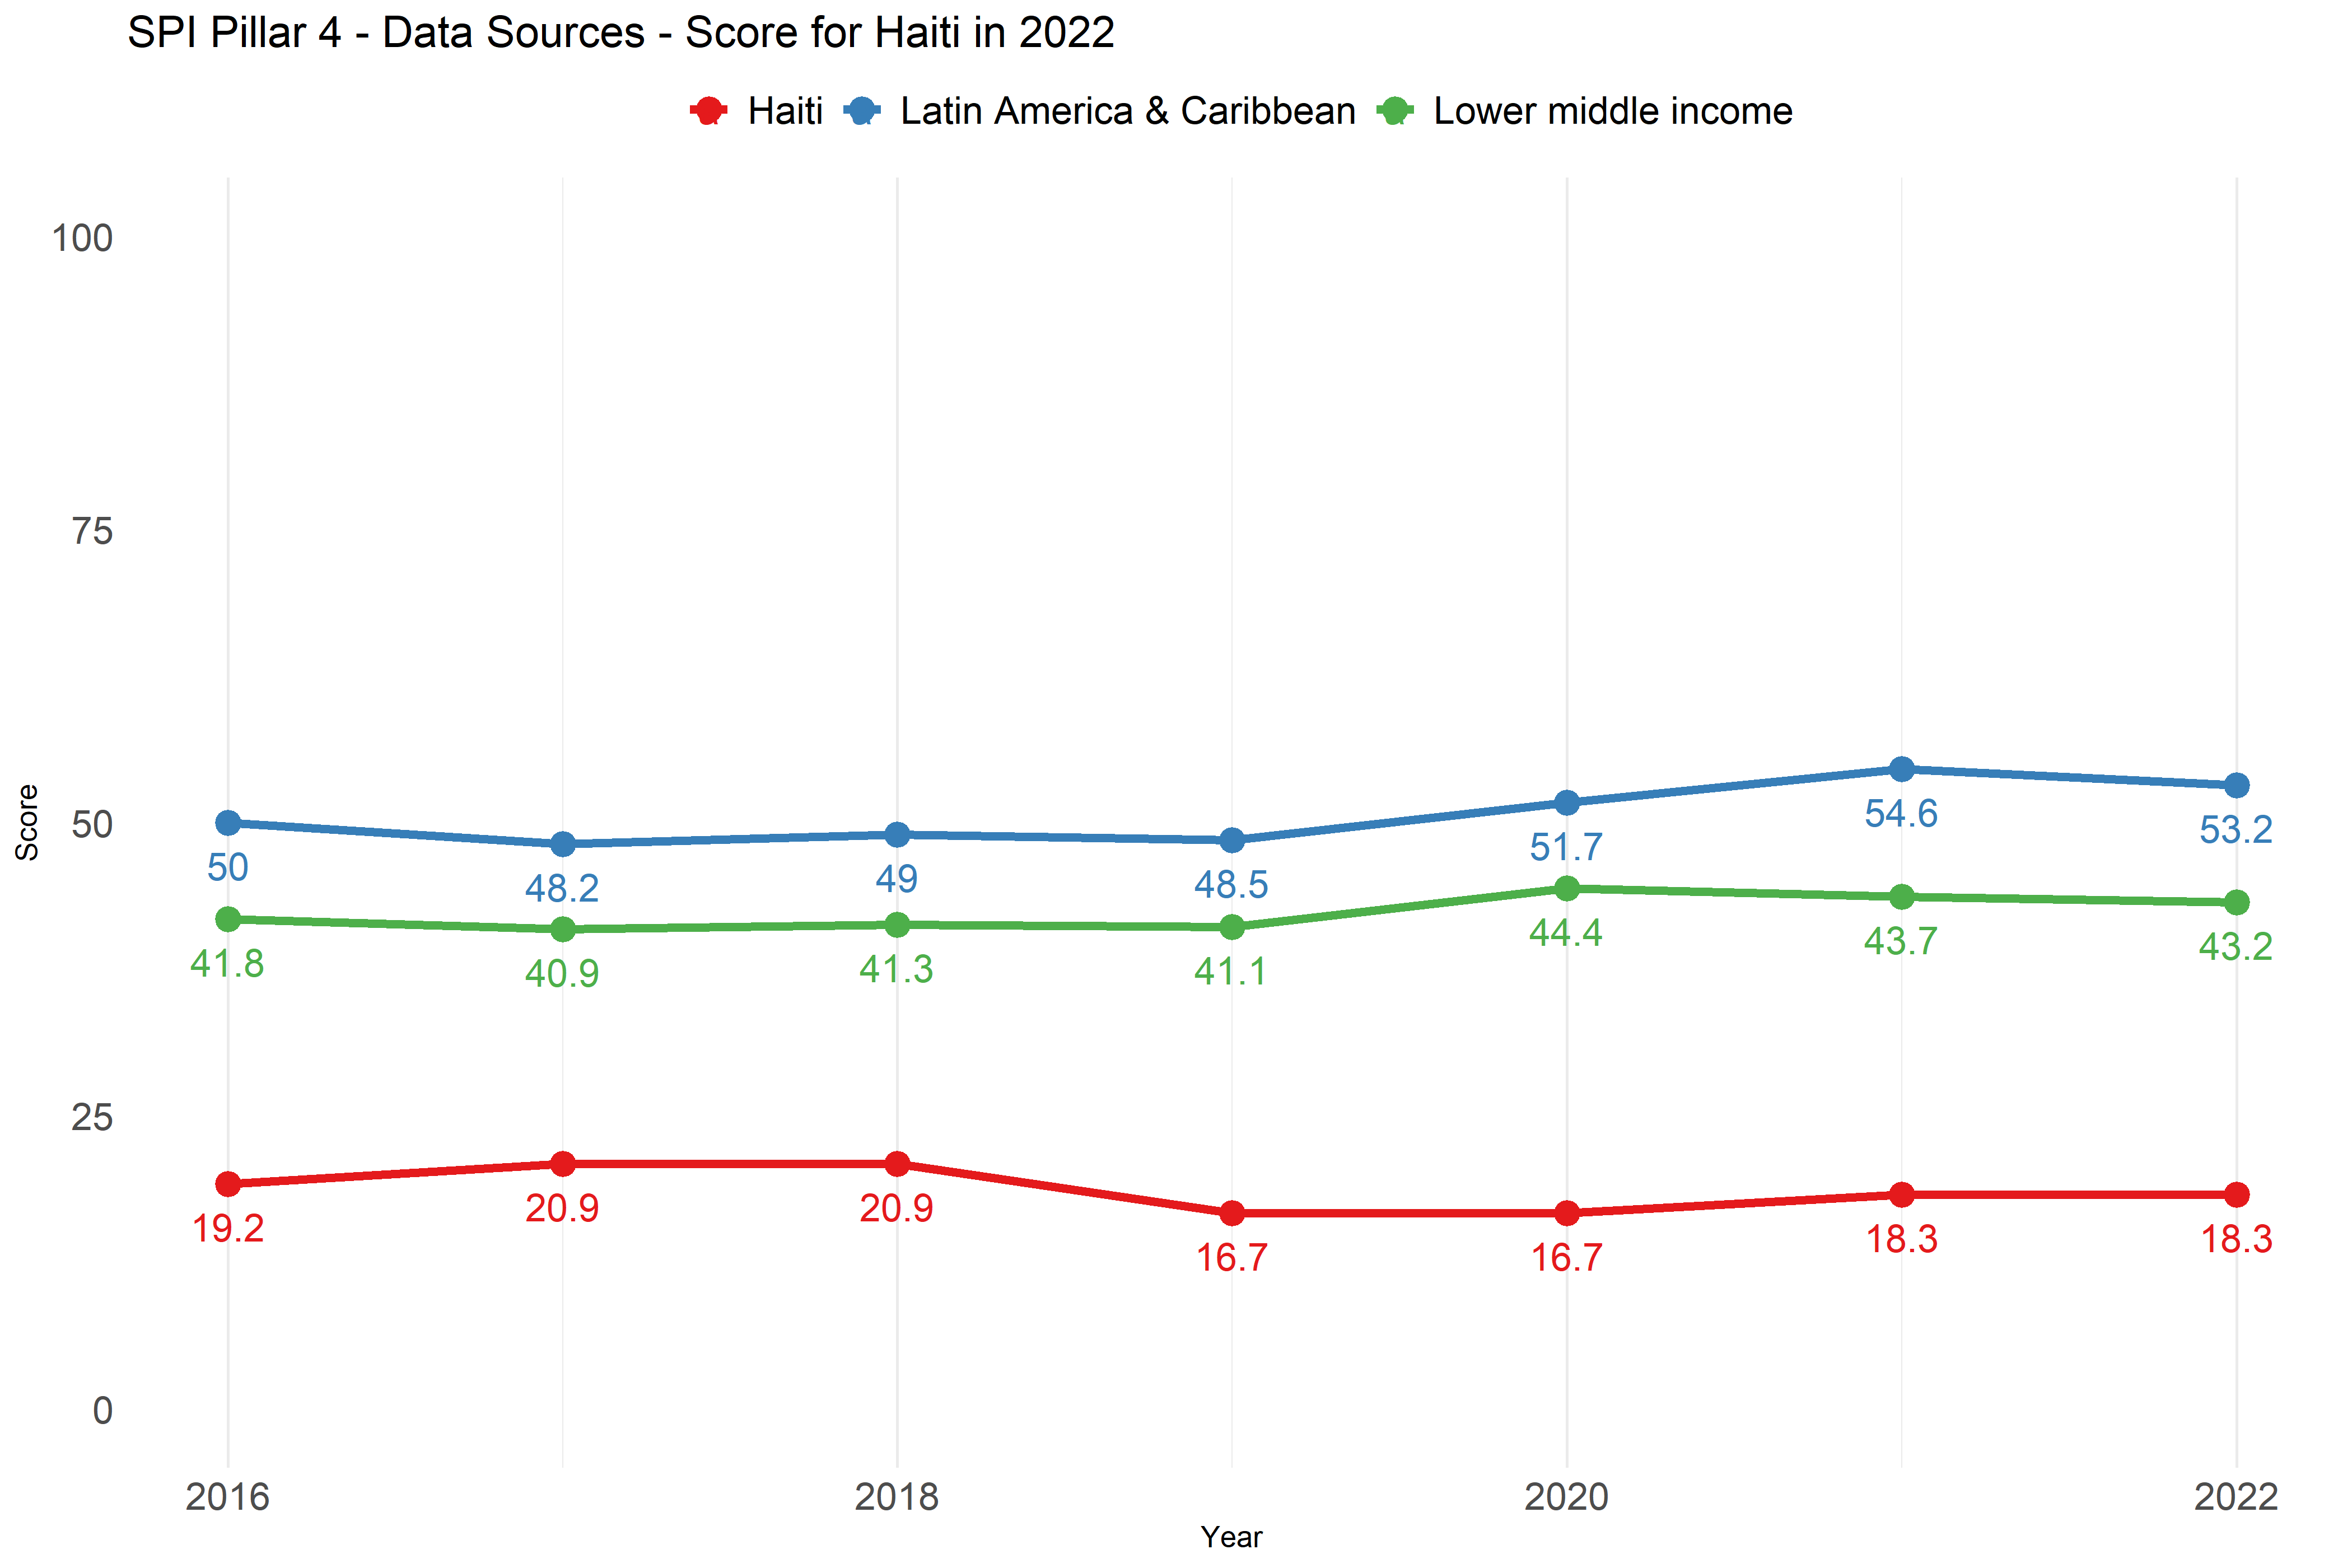 SPI Pillar 4 - Data Sources - Score for Haiti in 2022
Haiti Latin America & Caribbean Lower middle income
100
75
50
25
0
Score
50 48.2 49 48.5 51.7 54.6 53.2
41.8 40.9 41.3 41.1 44.4 43.7 43.2
19.2 20.9 20.9 16.7 16.7 18.3 18.3
2016 2018 2020 2022
Year